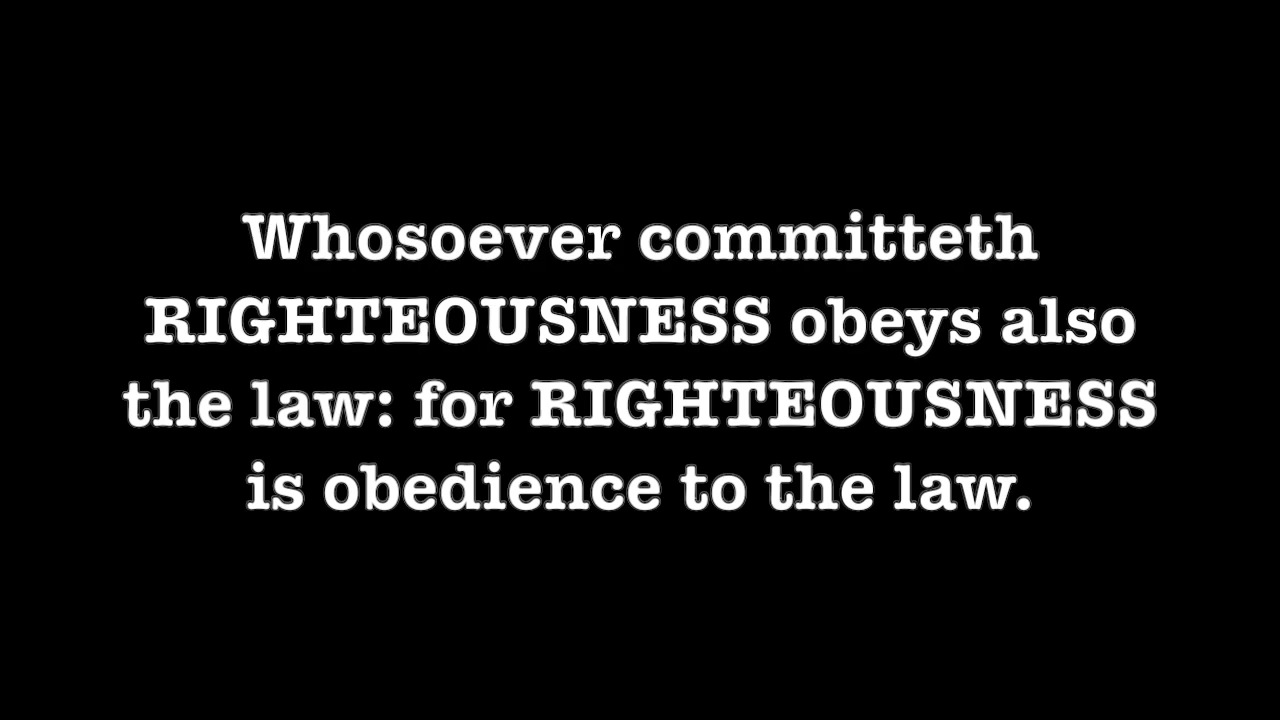 Whosoever committeth
RIGHTEOUSNESS obeys also
the law: for RIGHTEOUSNESS
is obedience to the law.